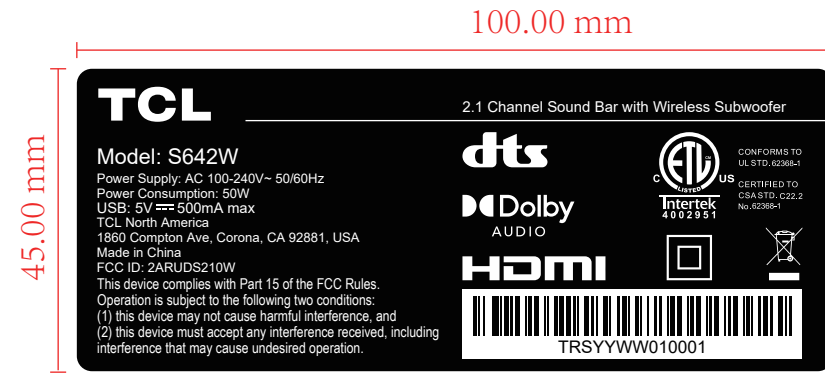 100.00 mm
45.00 mm
TCL
2.1 Channel Sound Bar with Wireless Subwoofer
Model: S642W
Power Supply: AC 100-240V~ 50/60Hz
Power Consumption: 50W
USB: 5V⎓500mA max
TCL North America
1860 Compton Ave, Corona, CA 92881, USA
Made in China
FCC ID: 2ARUDS210W
This device complies with Part 15 of the FCC Rules.
Operation is subject to the following two conditions:
(1) this device may not cause harmful interference, and
(2) this device must accept any interference received, including
interference that may cause undesired operation.
dts
Dolby
AUDIO
HDMI
C ETL CM US
LISTED
Intertek
4002951
CONFORMS TO
UL STD. 62368-1
CERTIFIED TO
CSA STD. C22.2
No. 62368-1
TRSYYWW010001